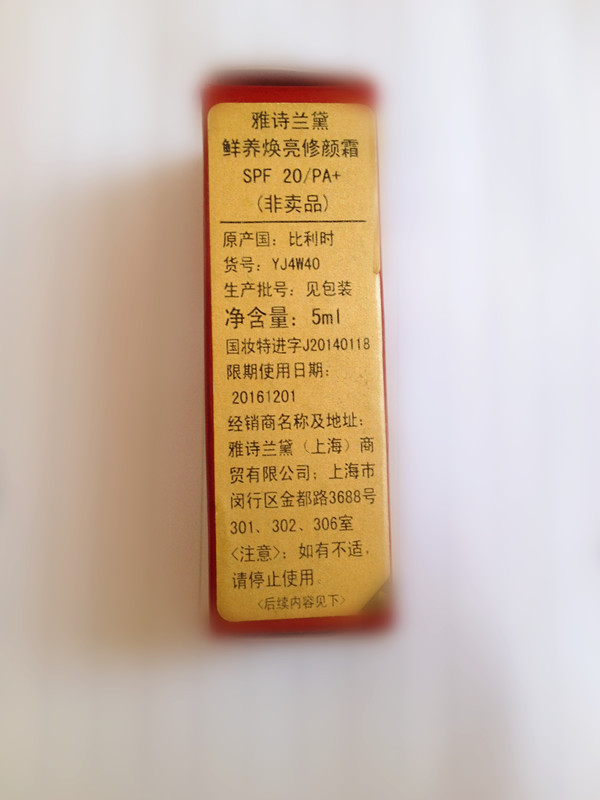 雅诗兰黛
鲜养焕亮修颜霜
SPF 20/PA+
(非卖品)
原产国：比利时
货号：YJ4W40
生产批号：见包装
净含量：5ml
国妆特进字J20140118
限期使用日期：
20161201
经销商名称及地址：
雅诗兰黛（上海）商
贸有限公司；上海市
闵行区金都路3688号
301、302、306室
<注意>：如有不适，
请停止使用。
<后续内容见下>